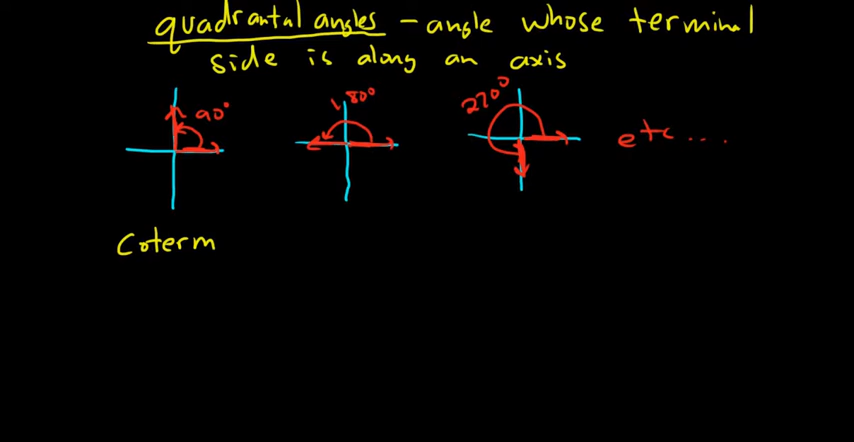 quadrantal angles - angle whose terminal
side is along an axis
90° 180° 270° etc....
Coterm